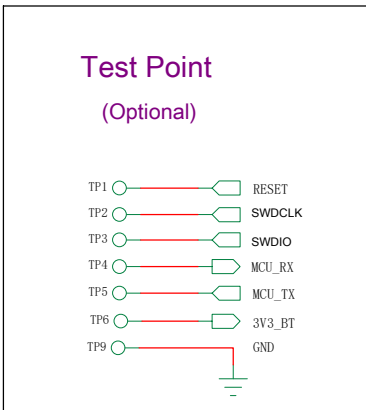 Test Point
(Optional)
TP1 RESET
TP2 SWDCLK
TP3 SWDIO
TP4 MCU_RX
TP5 MCU_TX
TP6 3V3_BT
TP9 GND